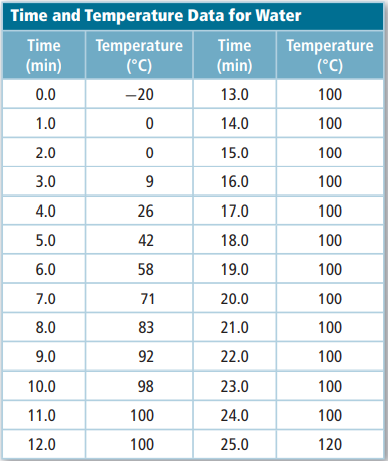 Time and Temperature Data for Water
Time (min) Temperature (°C) Time (min) Temperature (°C)
0.0 −20 13.0 100
1.0 0 14.0 100
2.0 0 15.0 100
3.0 9 16.0 100
4.0 26 17.0 100
5.0 42 18.0 100
6.0 58 19.0 100
7.0 71 20.0 100
8.0 83 21.0 100
9.0 92 22.0 100
10.0 98 23.0 100
11.0 100 24.0 100
12.0 100 25.0 120